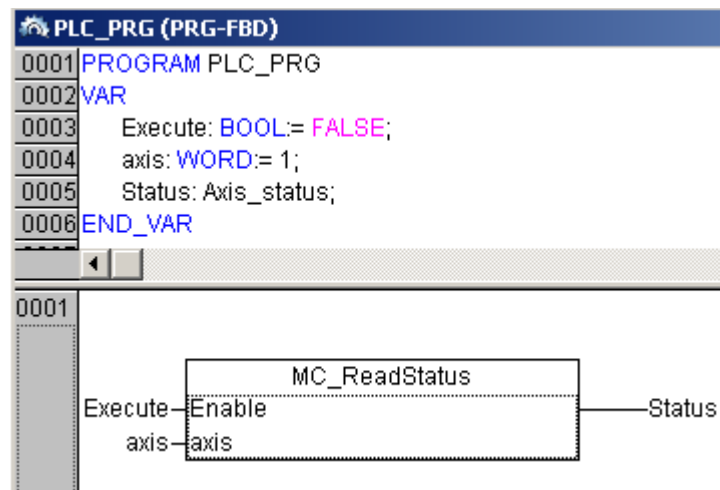 PLC_PRG (PRG-FBD)
0001 PROGRAM PLC_PRG
0002 VAR
0003 Execute: BOOL:= FALSE;
0004 axis: WORD:= 1;
0005 Status: Axis_status;
0006 END_VAR
0001
MC_ReadStatus
Execute Enable Status
axis axis